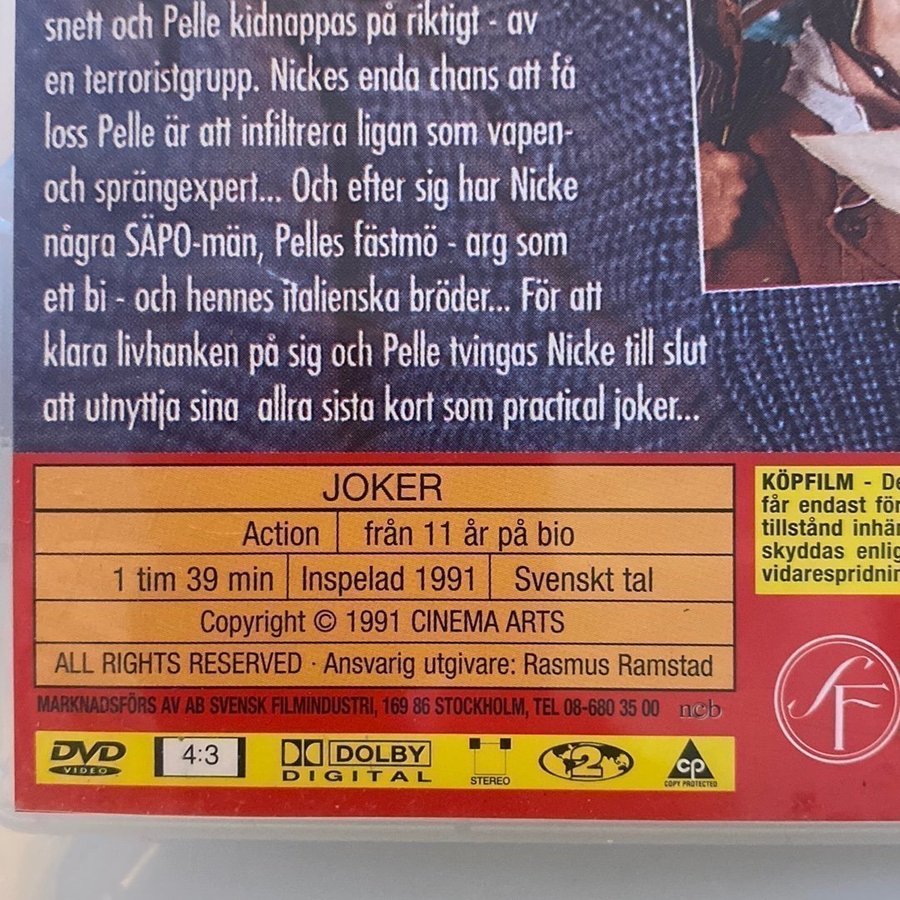 snett och Pelle kidnappas på riktigt - av
en terroristgrupp. Nickes enda chans att få
loss Pelle är att infiltrera ligan som vapen-
och sprängexpert... Och efter sig har Nicke
några SÄPO-män, Pelles fästmö - arg som
ett bi - och hennes italienska bröder... För att
klara livhanken på sig och Pelle tvingas Nicke till slut
att utnyttja sina allra sista kort som practical joker...
JOKER
Action från 11 år på bio
1 tim 39 min Inspelad 1991 Svenskt tal
Copyright © 1991 CINEMA ARTS
ALL RIGHTS RESERVED · Ansvarig utgivare: Rasmus Ramstad
MARKNADSFÖRS AV AB SVENSK FILMINDUSTRI, 169 86 STOCKHOLM, TEL 08-680 35 00 ncb
DVD VIDEO 4:3 DOLBY DIGITAL STEREO 2 cp COPY PROTECTED
KÖPFILM - De
får endast för
tillstånd inhä
skyddas enlig
vidarespridnin
SF